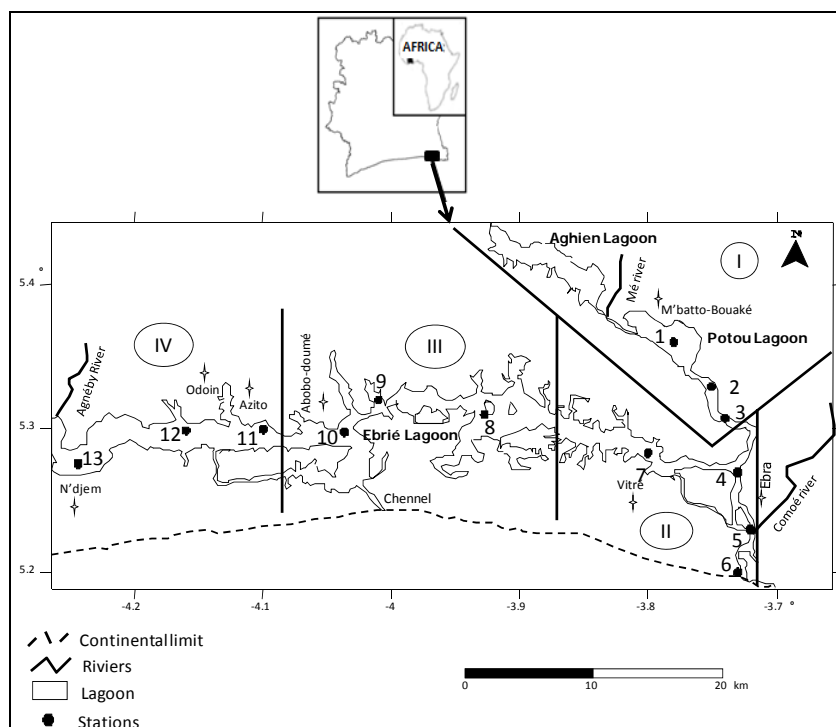 AFRICA
Aghien Lagoon
I
N
5.4
°
Mé river
M'batto-Bouaké
1
Potou Lagoon
IV
III
Agnéby River
Odoin
Azito
Abobo-doumé
9
2
3
5.3
12
11
10
Ebrié Lagoon
8
13
7
4
N'djem
Chennel
Vitré
Ebra
Comoé river
II
5
6
5.2
-4.2
-4.1
-4
-3.9
-3.8
-3.7
°
Continentallimit
Riviers
Lagoon
Stations
0
10
20
km